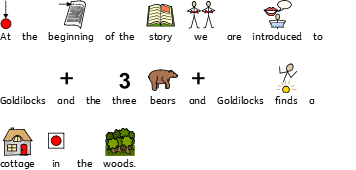 At the beginning of the story we are introduced to
+ 3 +
Goldilocks and the three bears and Goldilocks finds a
cottage in the woods.